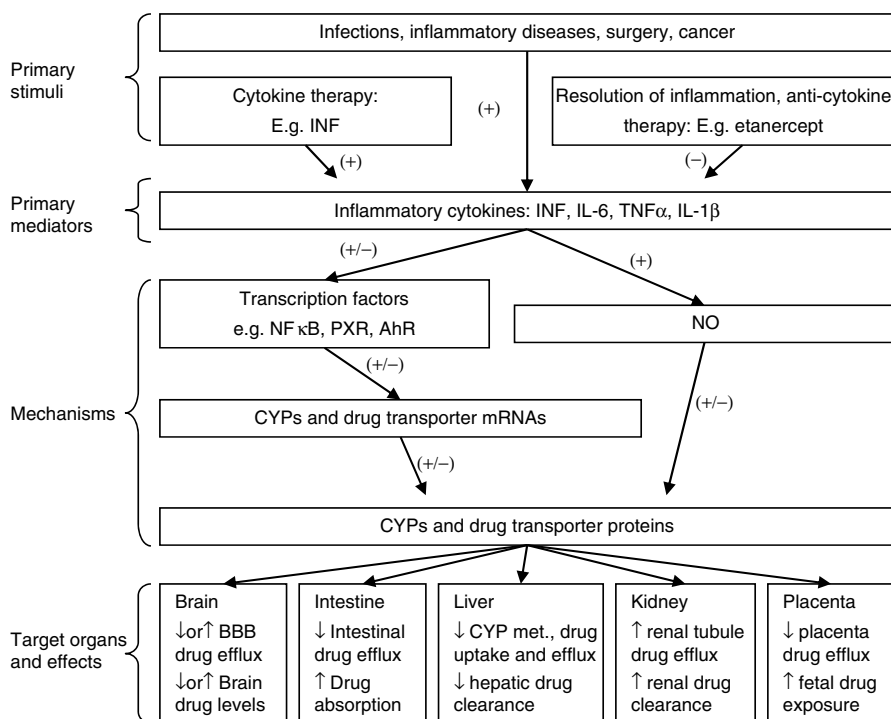 Primary
stimuli
Infections, inflammatory diseases, surgery, cancer
Cytokine therapy:
E.g. INF
(+)
Resolution of inflammation, anti-cytokine
therapy: E.g. etanercept
(+)
(−)
Primary
mediators
Inflammatory cytokines: INF, IL-6, TNFα, IL-1β
(+/−)
(+)
Mechanisms
Transcription factors
e.g. NFκB, PXR, AhR
NO
(+/−)
(+/−)
CYPs and drug transporter mRNAs
(+/−)
CYPs and drug transporter proteins
Target organs
and effects
Brain
↓or↑ BBB
drug efflux
↓or↑ Brain
drug levels
Intestine
↓ Intestinal
drug efflux
↑ Drug
absorption
Liver
↓ CYP met., drug
uptake and efflux
↓ hepatic drug
clearance
Kidney
↑ renal tubule
drug efflux
↑ renal drug
clearance
Placenta
↓ placenta
drug efflux
↑ fetal drug
exposure